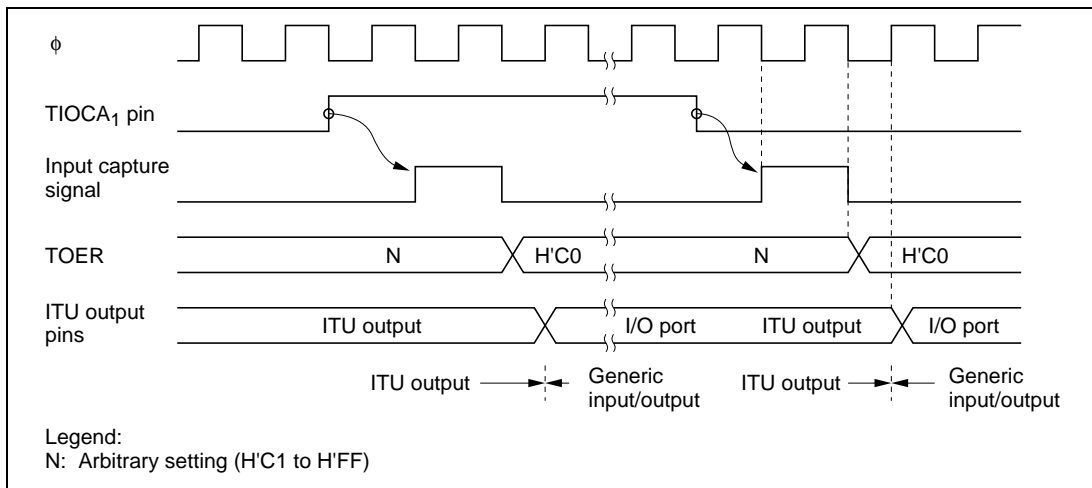 ϕ
TIOCA1 pin
Input capture
signal
TOER N H'C0 N H'C0
ITU output
pins
ITU output I/O port ITU output I/O port
ITU output Generic
input/output
ITU output Generic
input/output
Legend:
N: Arbitrary setting (H'C1 to H'FF)